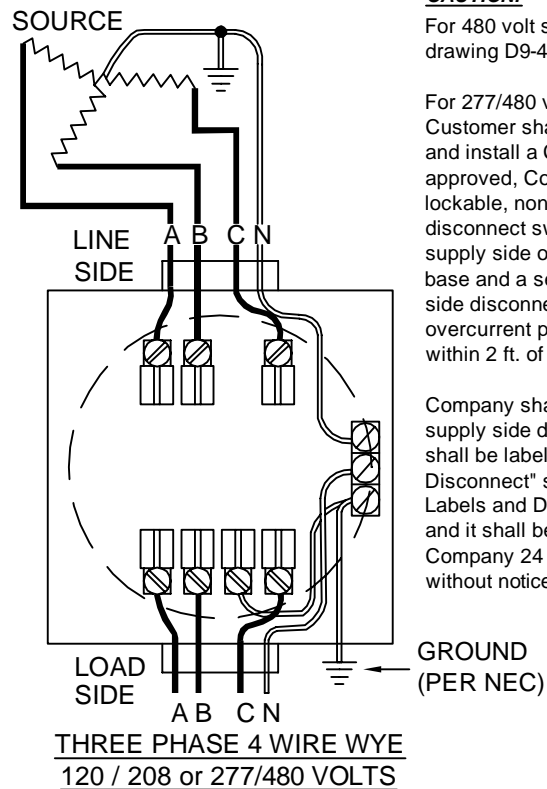 SOURCE
LINE
SIDE
A B C N
LOAD
SIDE
A B C N
GROUND
(PER NEC)
THREE PHASE 4 WIRE WYE
120 / 208 or 277/480 VOLTS
For 480 volt s
drawing D9-4
For 277/480 v
Customer sha
and install a C
approved, Co
lockable, non
disconnect sw
supply side o
base and a se
side disconne
overcurrent p
within 2 ft. of
Company sha
supply side d
shall be label
Disconnect" s
Labels and D
and it shall be
Company 24
without notice